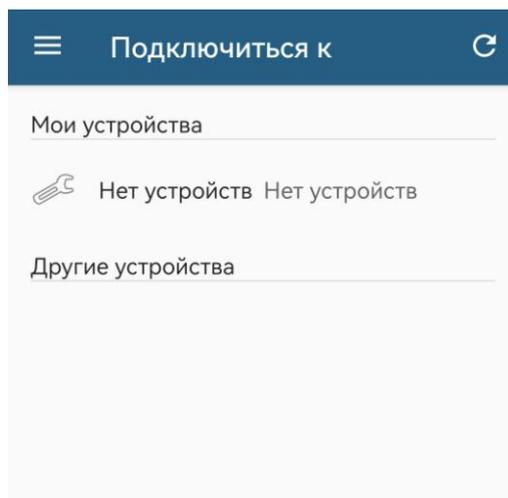 Подключиться к
Мои устройства
Нет устройств Нет устройств
Другие устройства